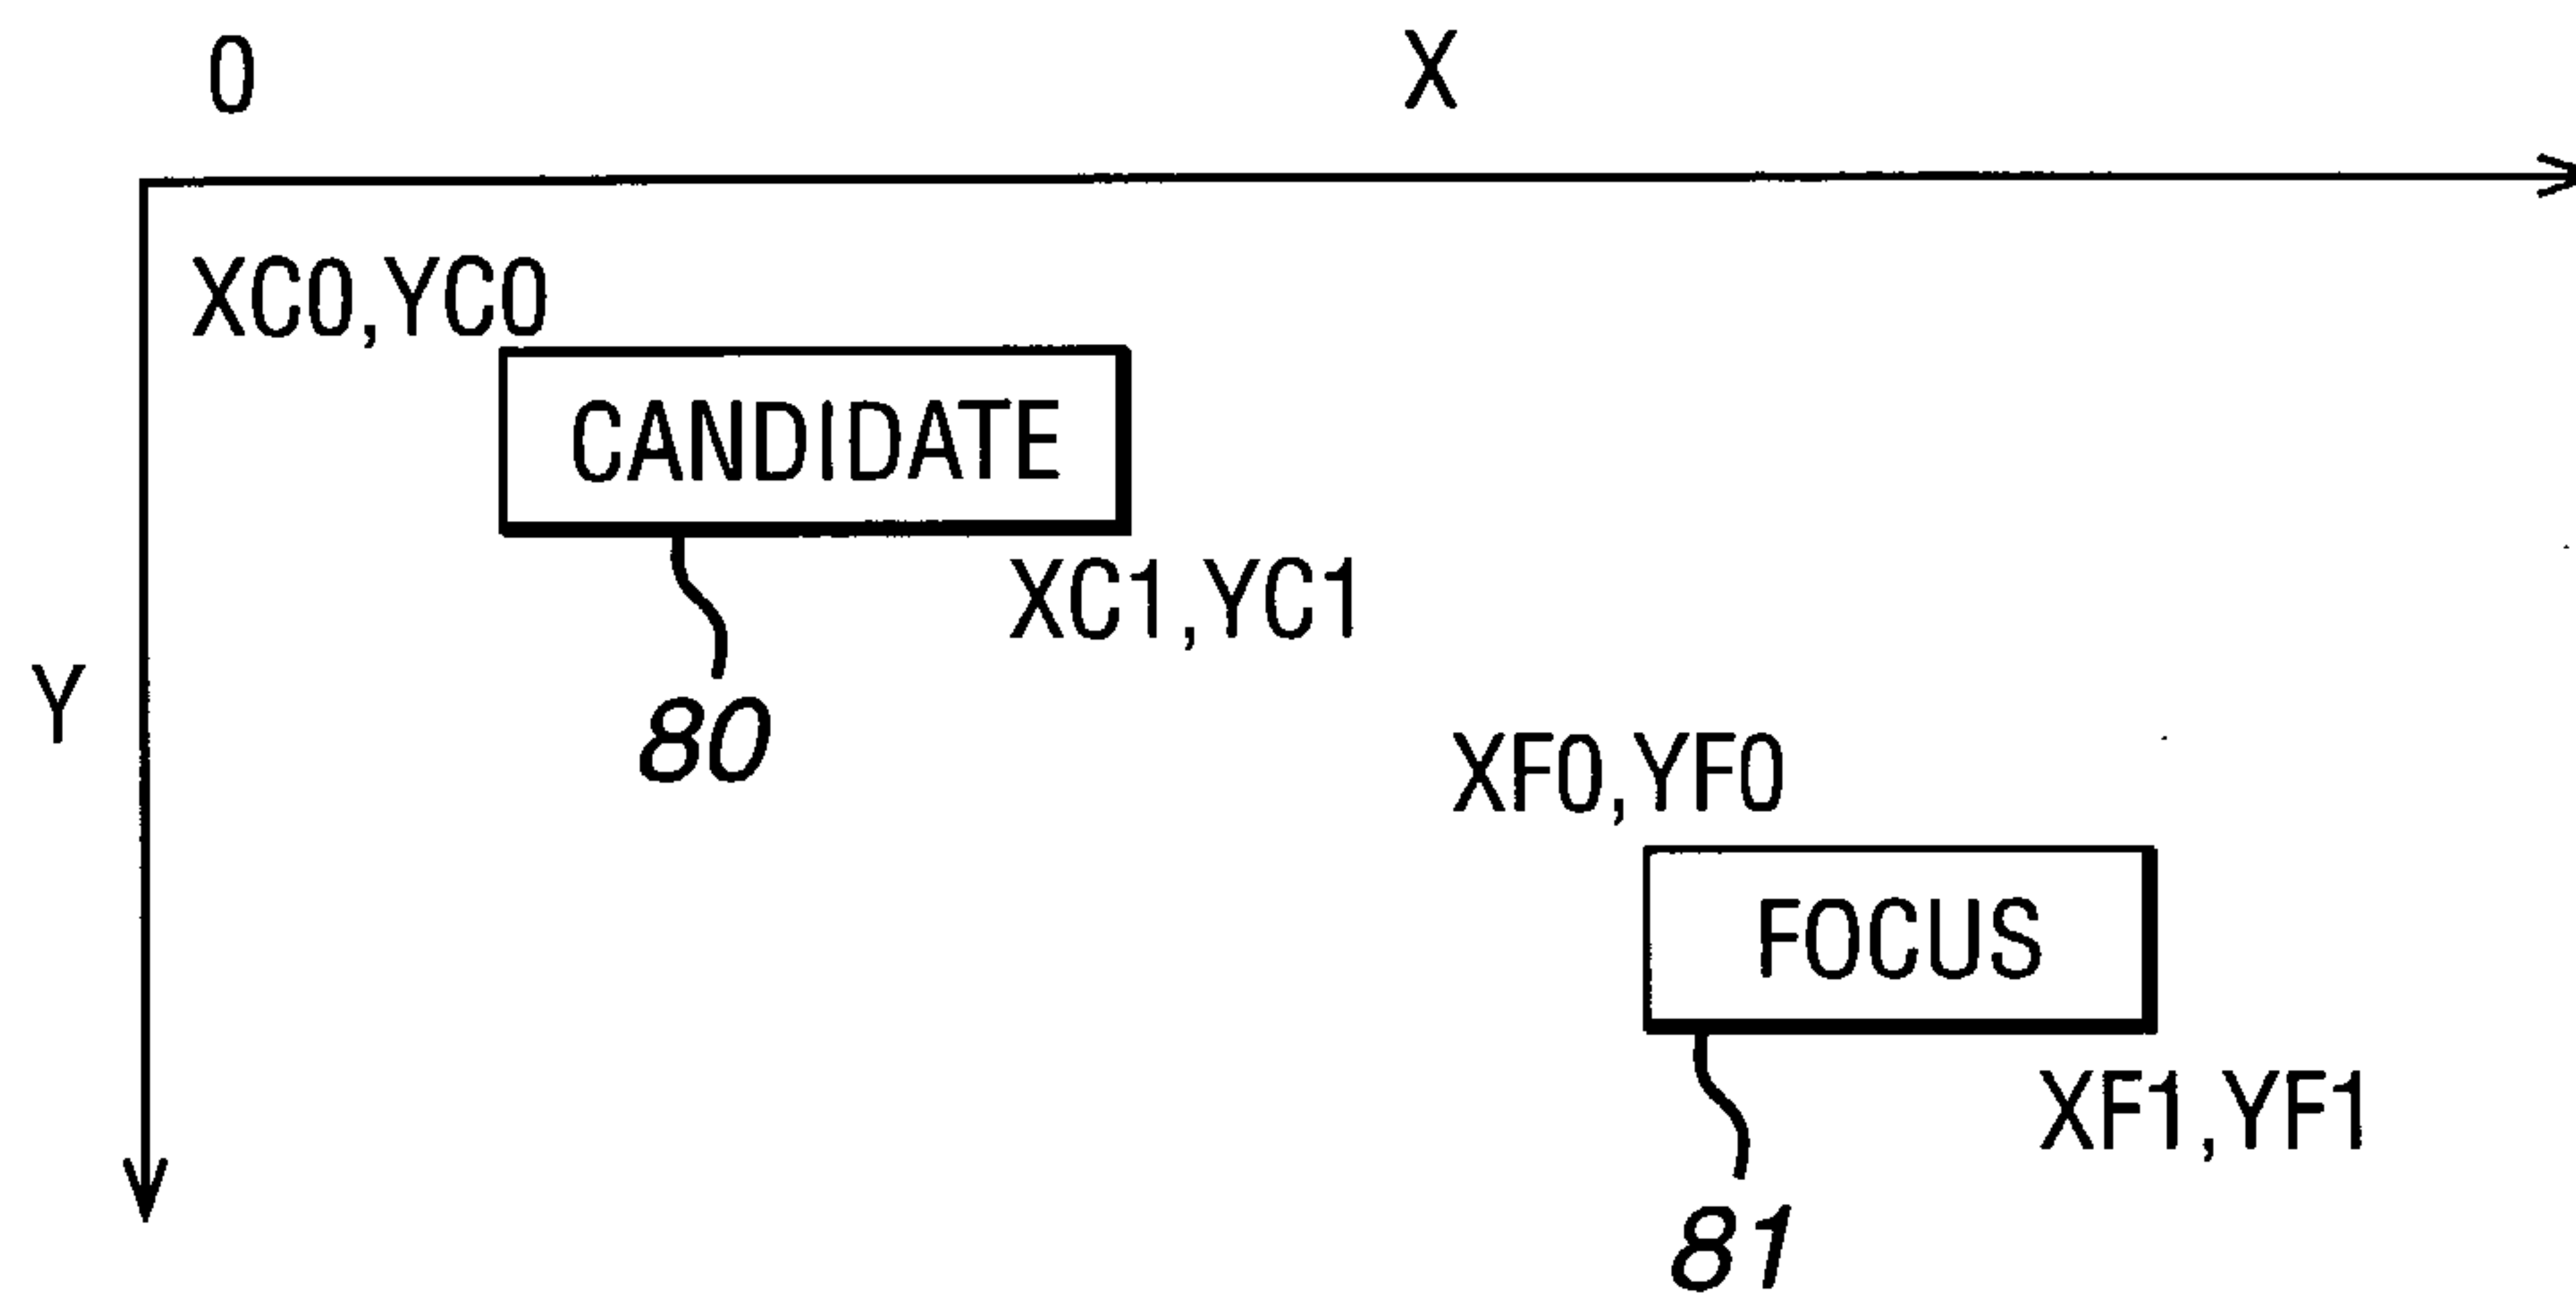 0 X
XC0,YC0
CANDIDATE
XC1,YC1
Y
80
XF0,YF0
FOCUS
XF1,YF1
81